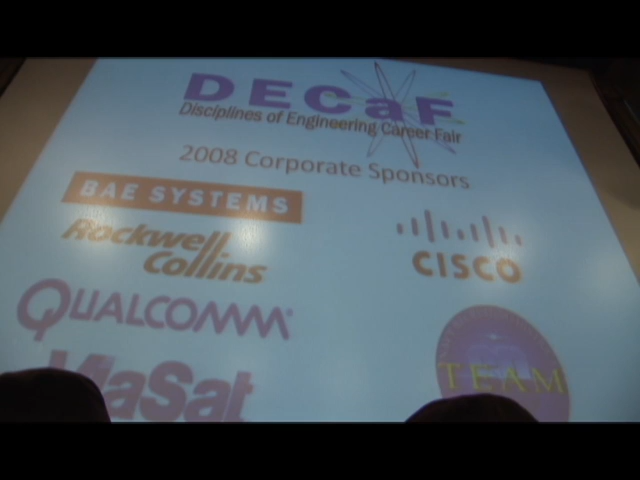 DECaF
Disciplines of Engineering Career Fair
2008 Corporate Sponsors
BAE SYSTEMS
Rockwell
Collins
CISCO
QUALCOMM
ViaSat
TEAM